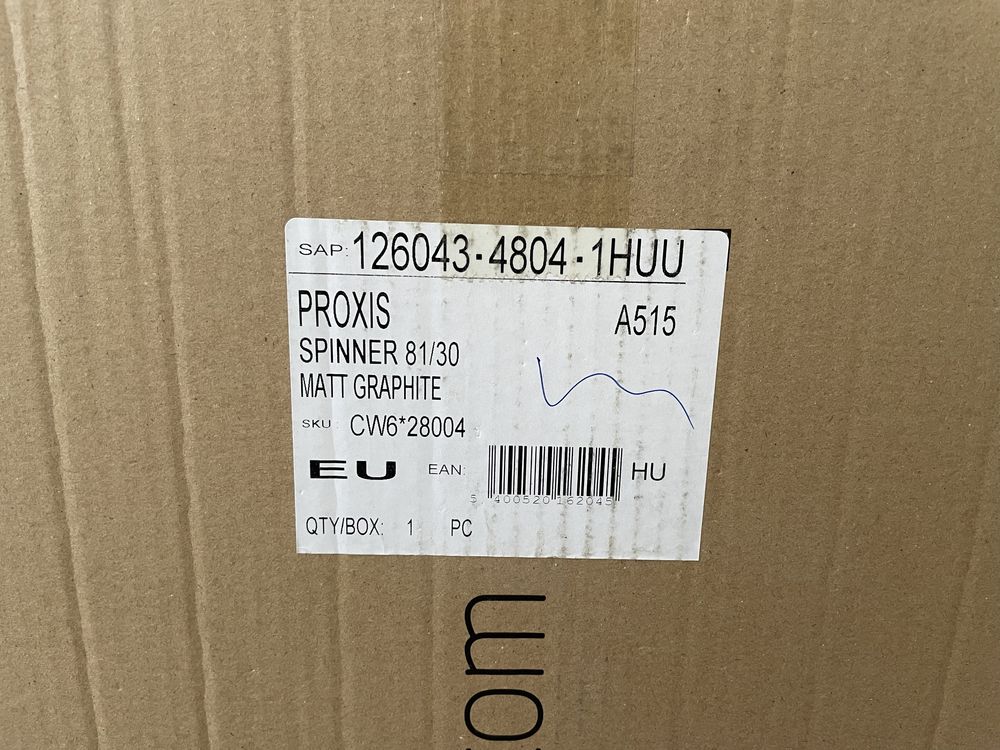 SAP: 126043-4804-1HUU
PROXIS A515
SPINNER 81/30
MATT GRAPHITE
SKU: CW6*28004
EU EAN: HU
5 400520 162045
QTY/BOX: 1 PC
.com